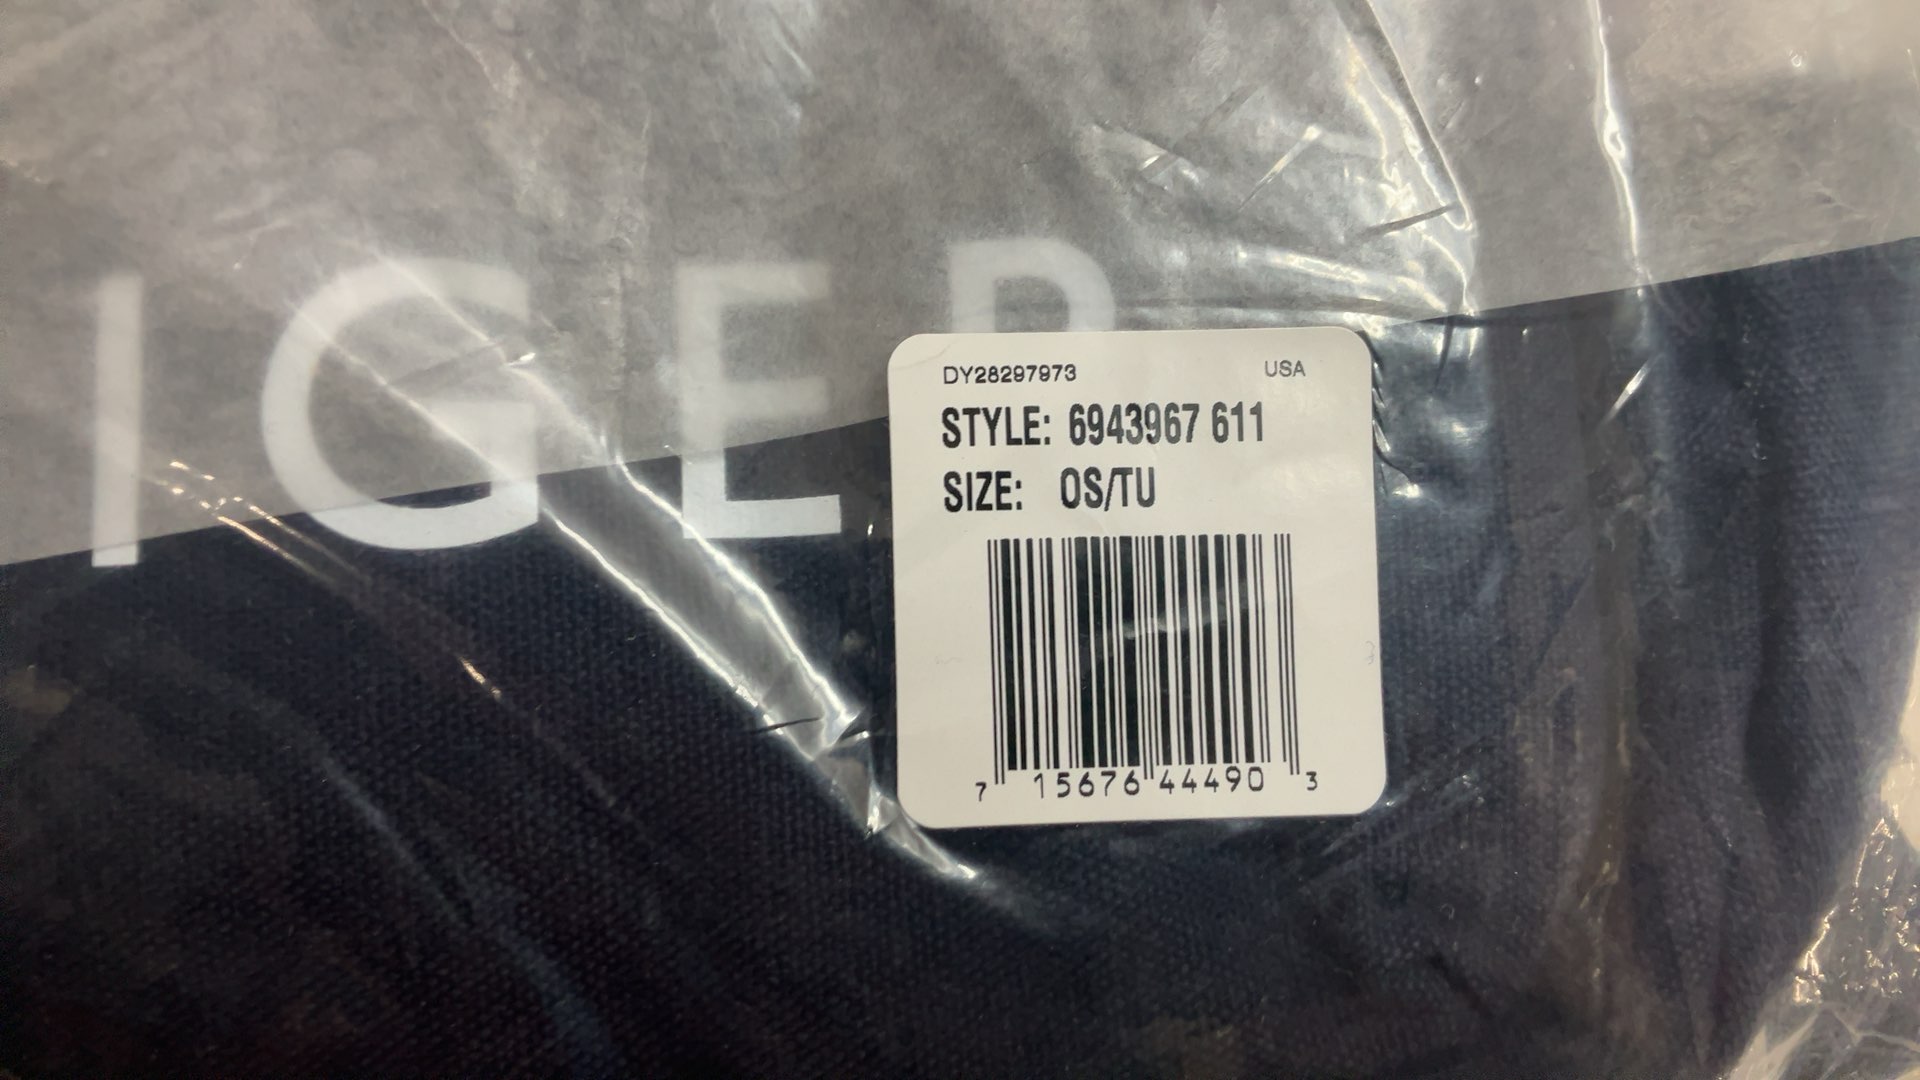 IGER
DY28297973 USA
STYLE: 6943967 611
SIZE: OS/TU
7 15676 44490 3